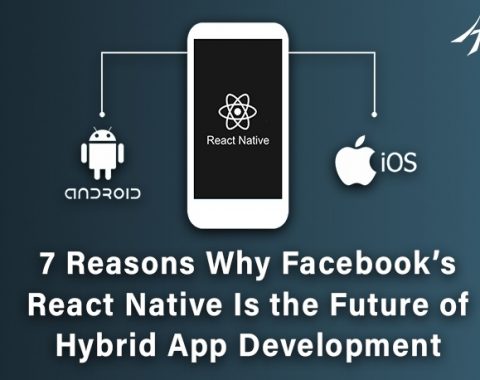 React Native
android
iOS
7 Reasons Why Facebook's
React Native Is the Future of
Hybrid App Development